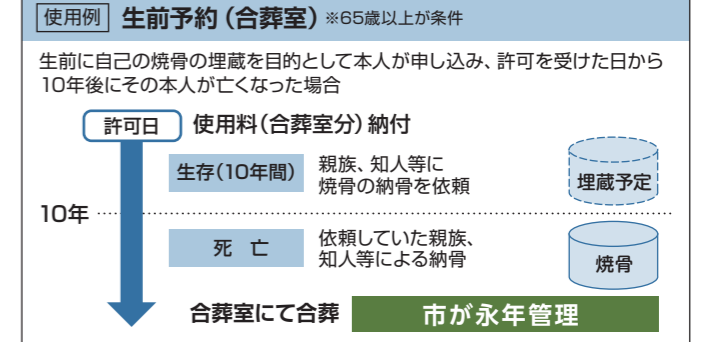 使用例 生前予約(合葬室)※65歳以上が条件
生前に自己の焼骨の埋蔵を目的として本人が申し込み、許可を受けた日から
10年後にその本人が亡くなった場合
許可日 使用料(合葬室分)納付
生存(10年間) 親族、知人等に
焼骨の納骨を依頼
埋蔵予定
10年
死亡 依頼していた親族、
知人等による納骨
焼骨
合葬室にて合葬 市が永年管理